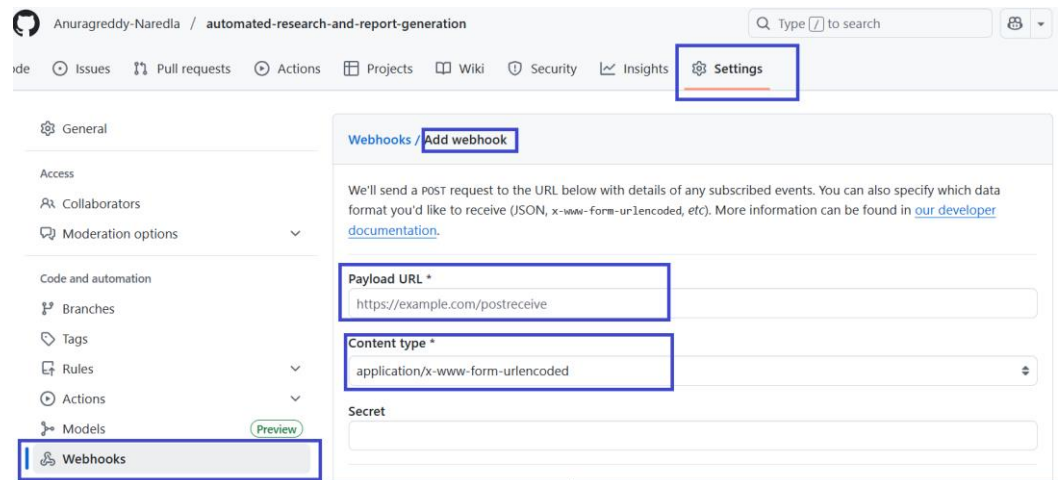 Anuragreddy-Naredla / automated-research-and-report-generation
Type / to search
Issues Pull requests Actions Projects Wiki Security Insights Settings
General
Access
Collaborators
Moderation options
Code and automation
Branches
Tags
Rules
Actions
Models Preview
Webhooks
Webhooks / Add webhook
We'll send a POST request to the URL below with details of any subscribed events. You can also specify which data
format you'd like to receive (JSON, x-www-form-urlencoded, etc). More information can be found in our developer
documentation.
Payload URL *
https://example.com/postreceive
Content type *
application/x-www-form-urlencoded
Secret